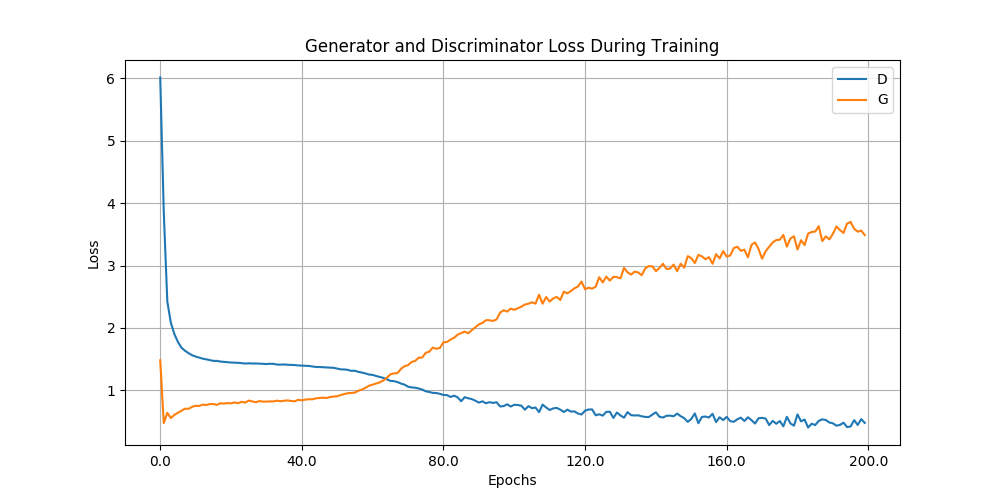 Generator and Discriminator Loss During Training
D
G
6
5
4
3
2
1
Loss
0.0 40.0 80.0 120.0 160.0 200.0
Epochs